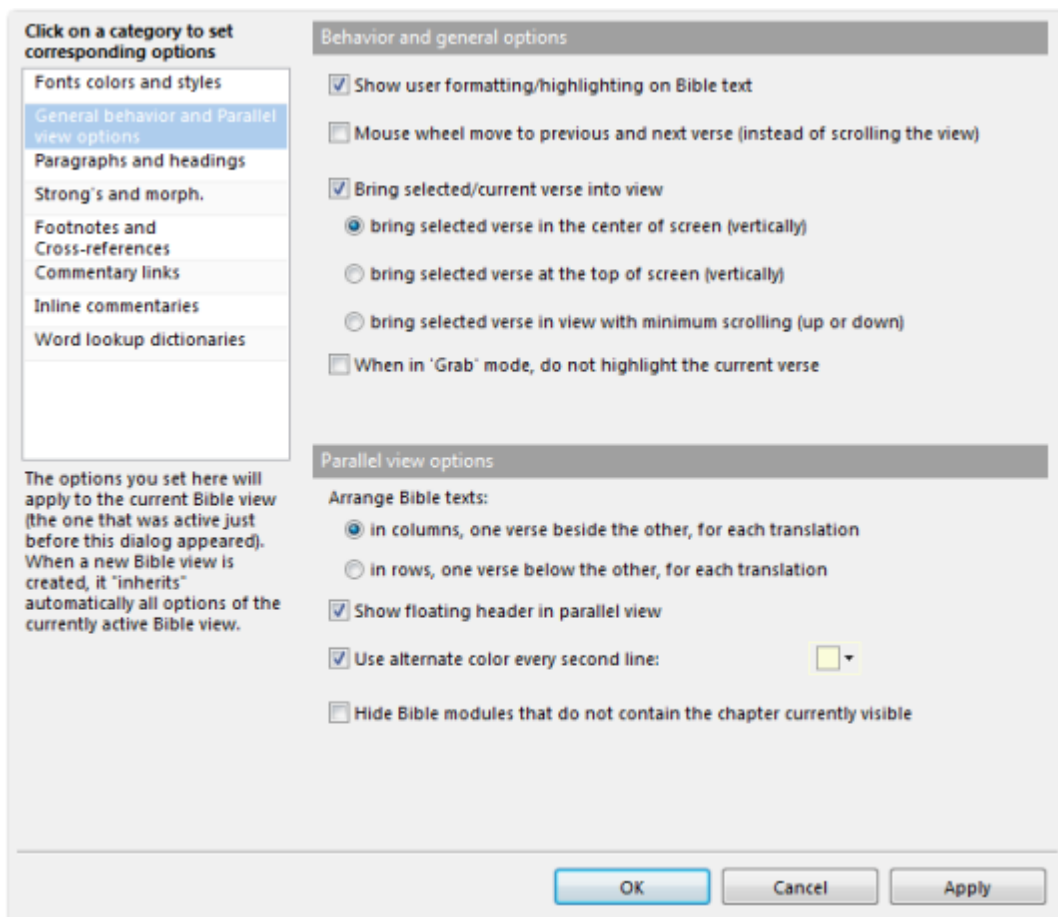 Click on a category to set
corresponding options
Fonts colors and styles
General behavior and Parallel
view options
Paragraphs and headings
Strong's and morph.
Footnotes and
Cross-references
Commentary links
Inline commentaries
Word lookup dictionaries
The options you set here will
apply to the current Bible view
(the one that was active just
before this dialog appeared).
When a new Bible view is
created, it "inherits"
automatically all options of the
currently active Bible view.
Behavior and general options
Show user formatting/highlighting on Bible text
Mouse wheel move to previous and next verse (instead of scrolling the view)
Bring selected/current verse into view
bring selected verse in the center of screen (vertically)
bring selected verse at the top of screen (vertically)
bring selected verse in view with minimum scrolling (up or down)
When in 'Grab' mode, do not highlight the current verse
Parallel view options
Arrange Bible texts:
in columns, one verse beside the other, for each translation
in rows, one verse below the other, for each translation
Show floating header in parallel view
Use alternate color every second line:
Hide Bible modules that do not contain the chapter currently visible
OK
Cancel
Apply